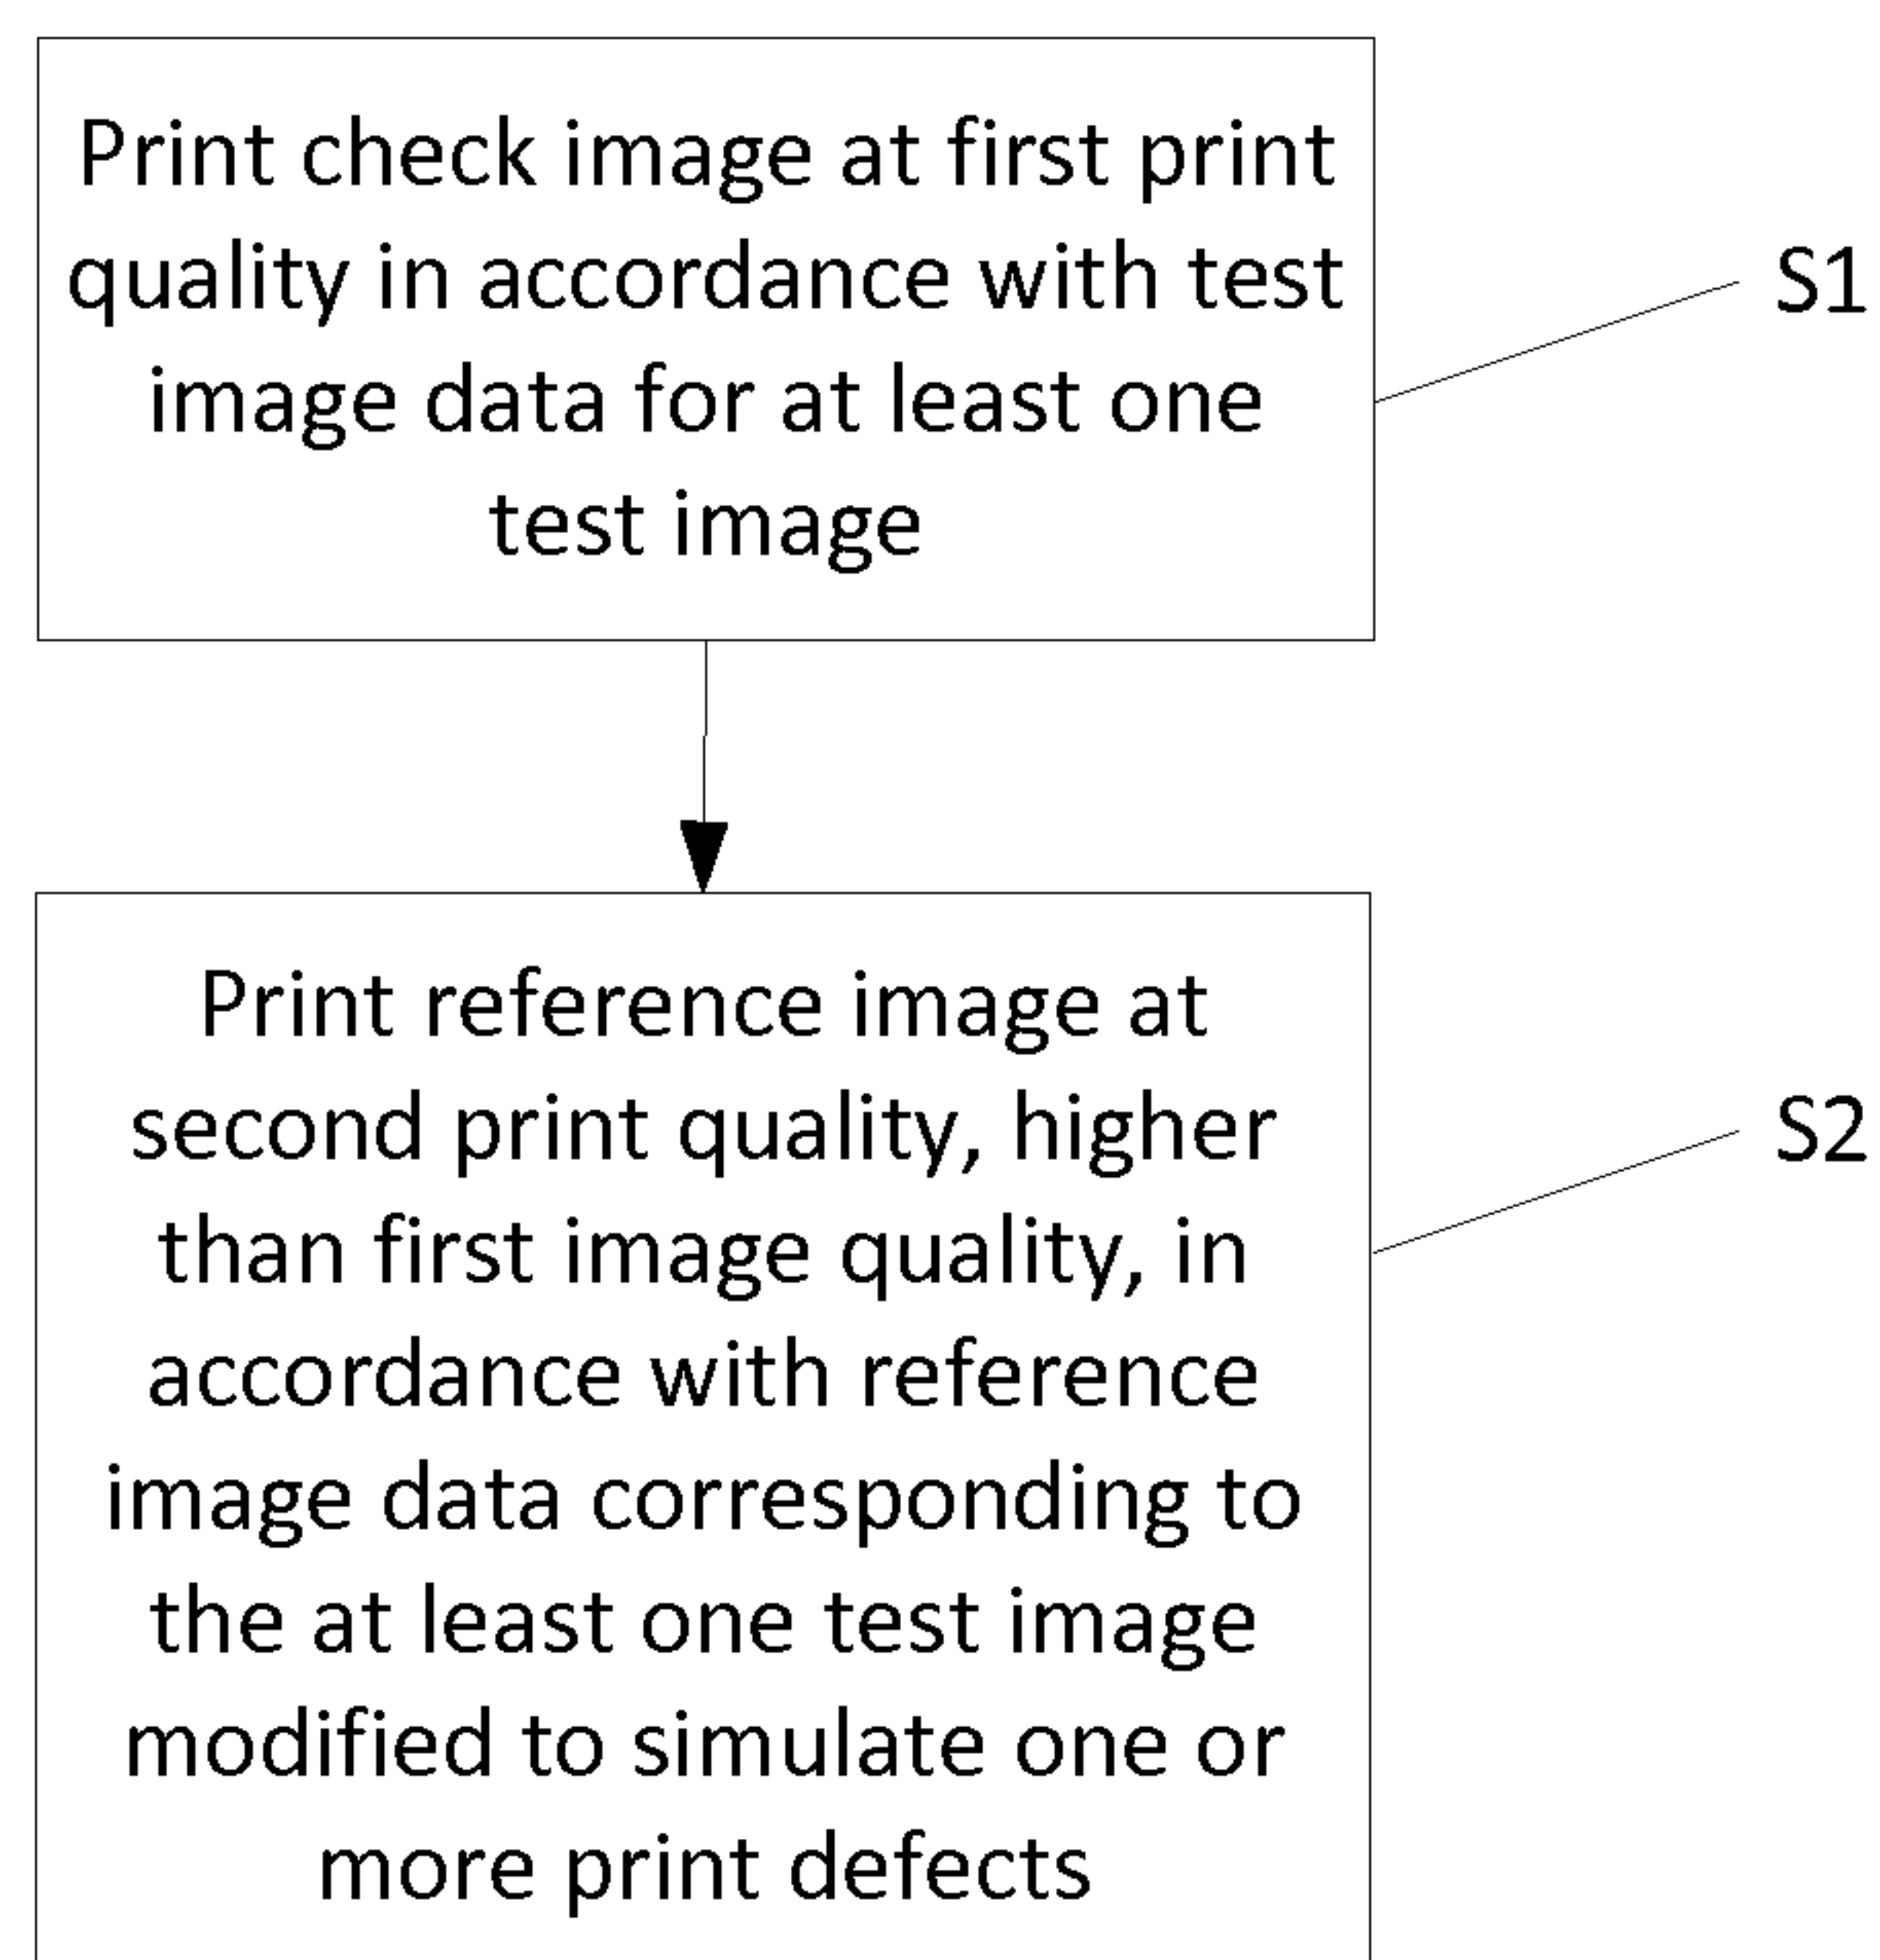 Print check image at first print
quality in accordance with test
image data for at least one
test image
S1
Print reference image at
second print quality, higher
than first image quality, in
accordance with reference
image data corresponding to
the at least one test image
modified to simulate one or
more print defects
S2